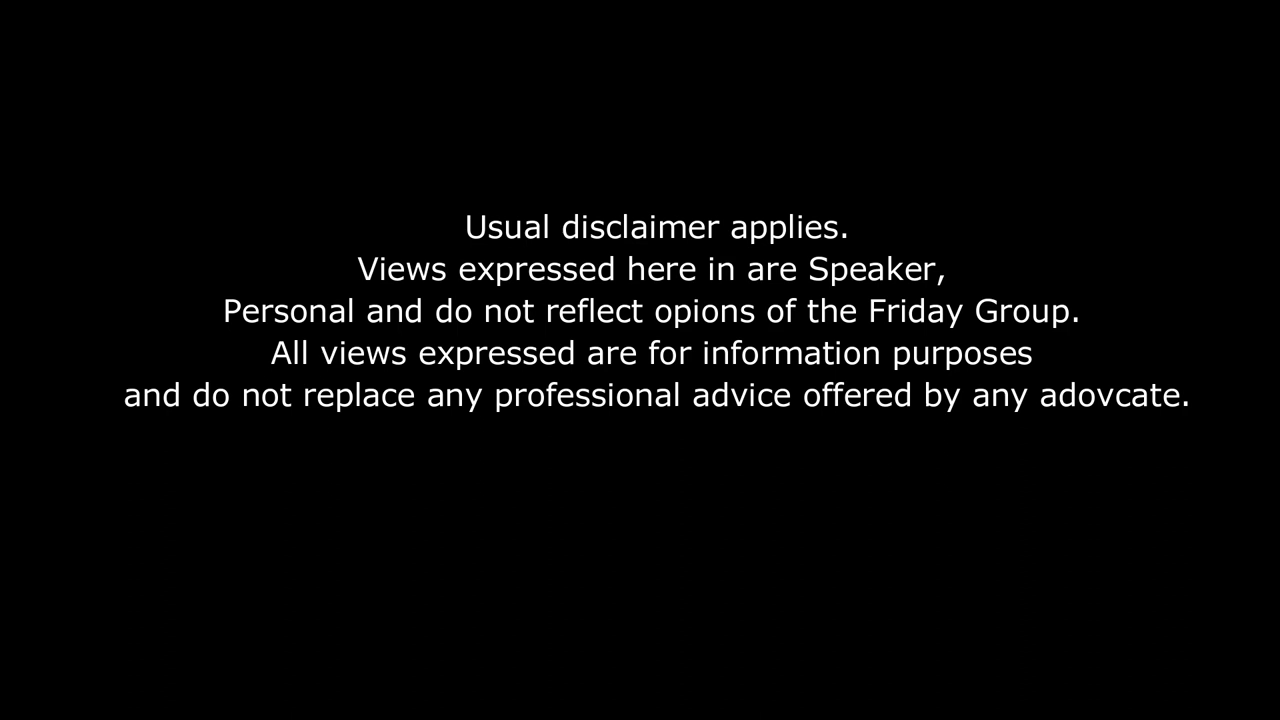 Usual disclaimer applies.
Views expressed here in are Speaker,
Personal and do not reflect opions of the Friday Group.
All views expressed are for information purposes
and do not replace any professional advice offered by any adovcate.